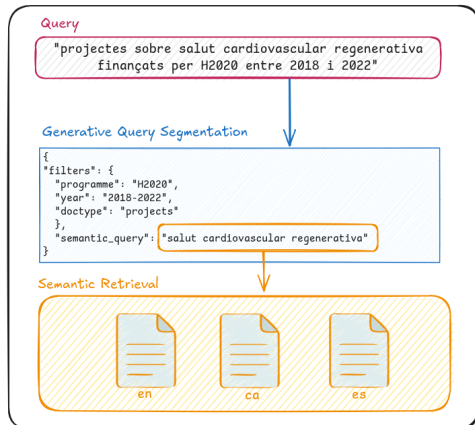 Query
"projectes sobre salut cardiovascular regenerativa
finançats per H2020 entre 2018 i 2022"
Generative Query Segmentation
{
"filters": {
"programme": "H2020",
"year": "2018-2022",
"doctype": "projects"
},
"semantic_query": "salut cardiovascular regenerativa"
}
Semantic Retrieval
en ca es